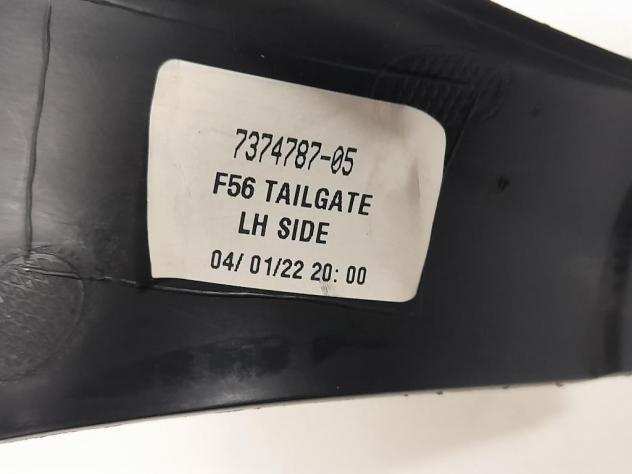 7374787-05
F56 TAILGATE
LH SIDE
04/ 01/22 20: 00